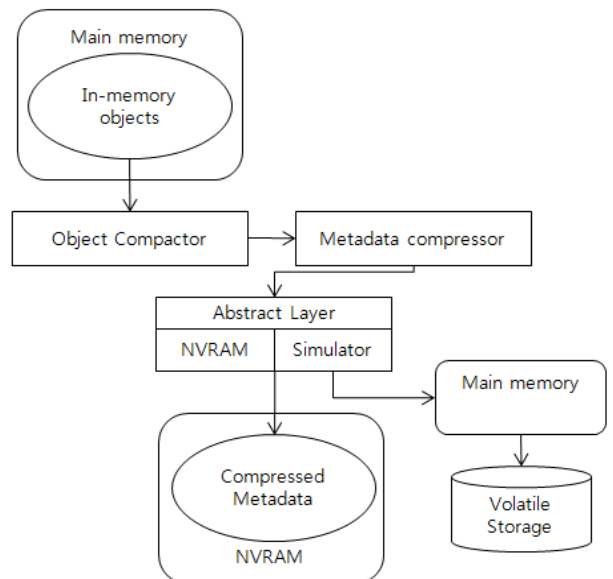 Main memory
In-memory
objects
Object Compactor
Metadata compressor
Abstract Layer
NVRAM
Simulator
Main memory
Compressed
Metadata
NVRAM
Volatile
Storage